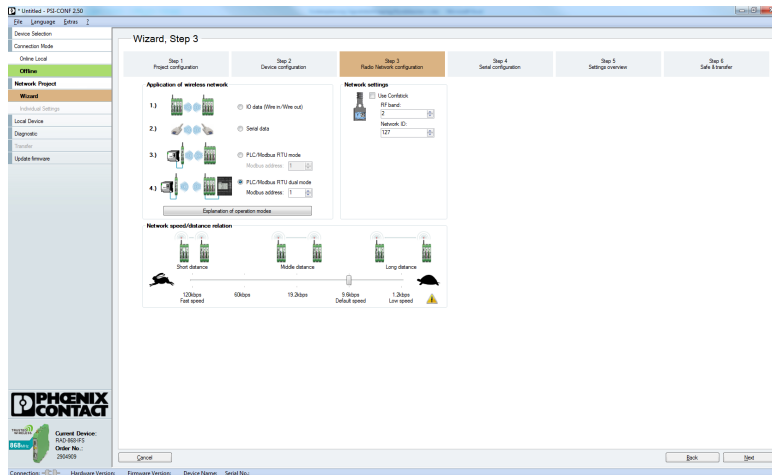 * Untitled - PSI-CONF 2.50
File Language Extras ?
Device Selection
Connection Mode
Online Local
Offline
Network Project
Wizard
Individual Settings
Local Device
Diagnostic
Transfer
Update firmware
Wizard, Step 3
Step 1
Project configuration
Step 2
Device configuration
Step 3
Radio Network configuration
Step 4
Serial configuration
Step 5
Settings overview
Step 6
Safe & transfer
Application of wireless network
1.)
IO data (Wire in/Wire out)
2.)
Serial data
3.)
PLC/Modbus RTU mode
Modbus address: 1
4.)
PLC/Modbus RTU dual mode
Modbus address: 1
Explanation of operation modes
Network settings
Use Confstick
RF band:
2
Network ID:
127
Network speed/distance relation
Short distance
Middle distance
Long distance
120kbps
Fast speed
60kbps
19.2kbps
9.6kbps
Default speed
1.2kbps
Low speed
PHŒNIX
CONTACT
868MHz
Current Device:
RAD-868-IFS
Order No.:
2904909
Cancel
Back
Next
Connection: Hardware Version: Firmware Version: Device Name: Serial No.: